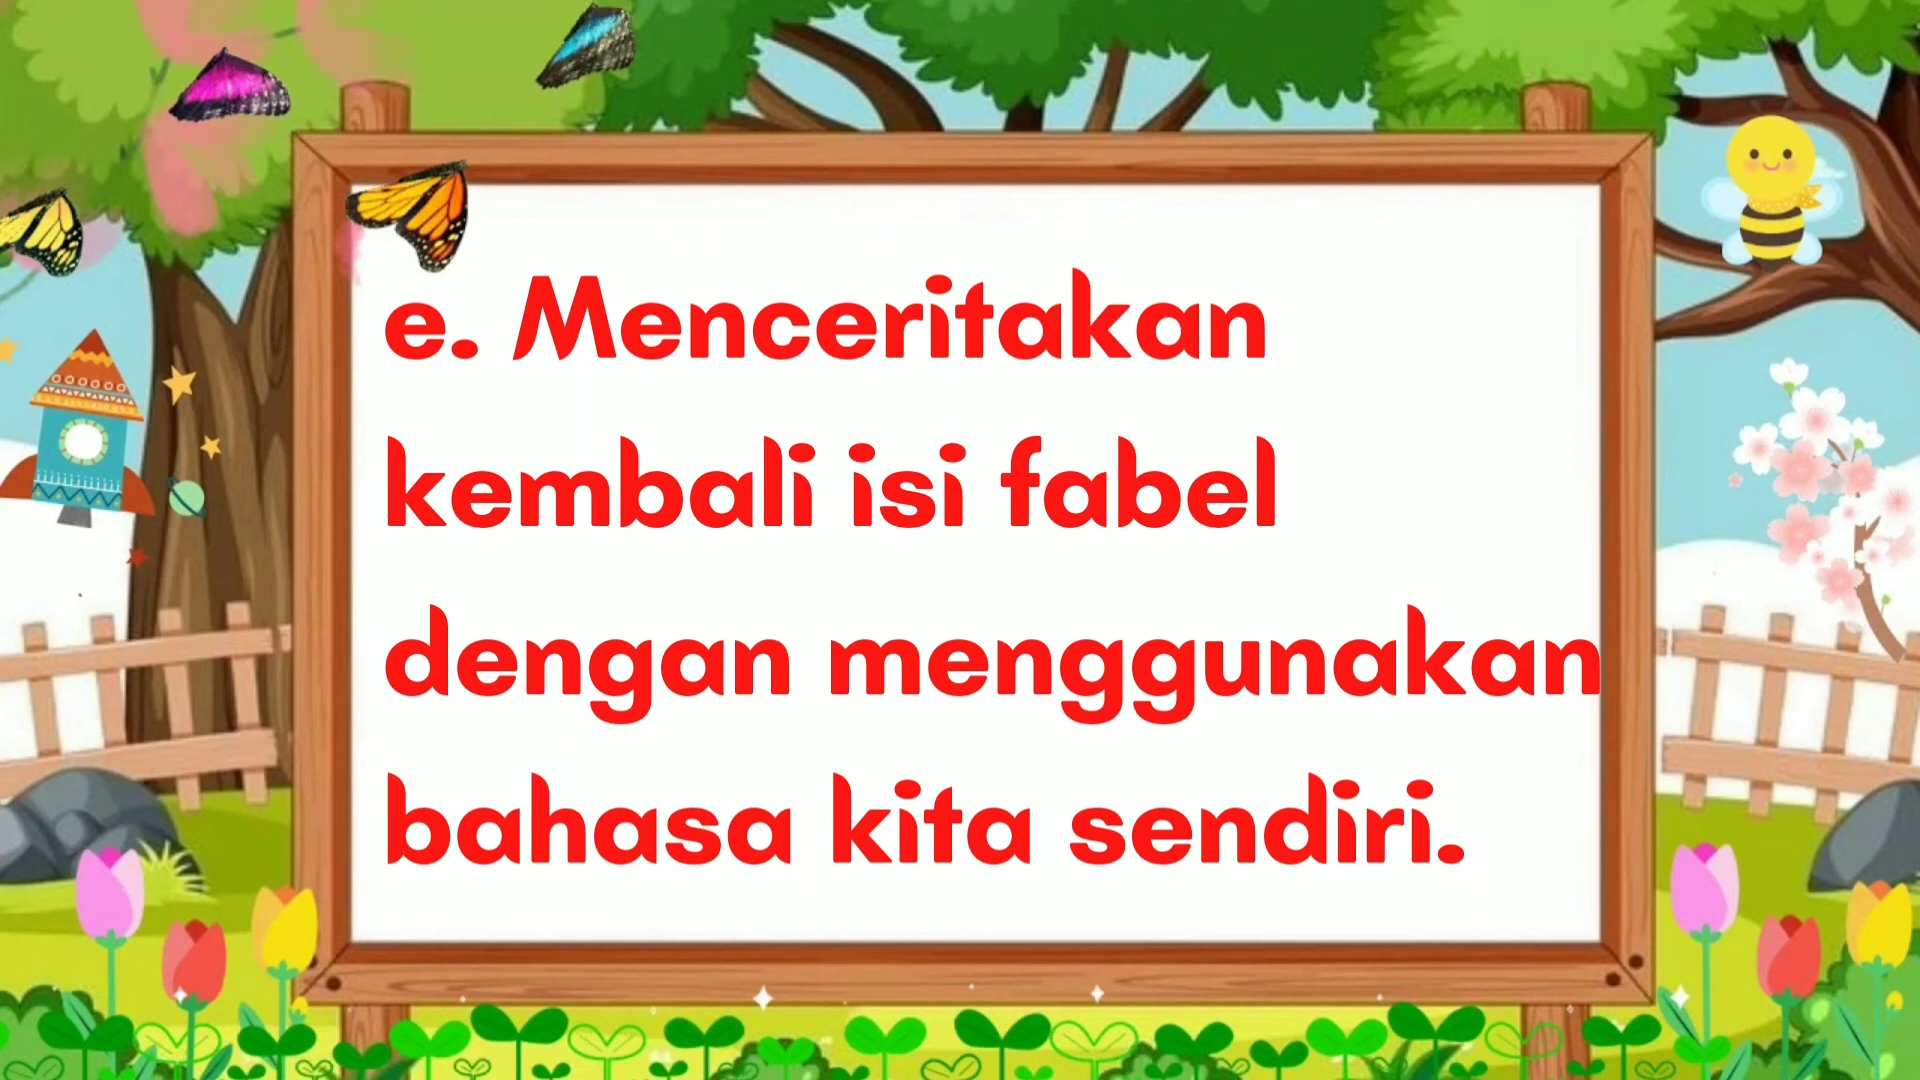 e. Menceritakan
kembali isi fabel
dengan menggunakan
bahasa kita sendiri.